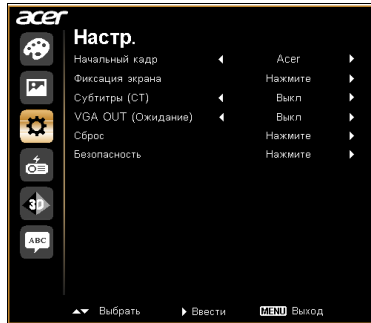 acer
Настр.
Начальный кадр Acer
Фиксация экрана Нажмите
Субтитры (СТ) Выкл
VGA OUT (Ожидание) Выкл
Сброс Нажмите
Безопасность Нажмите
3D
ABC
Выбрать Ввести MENU Выход